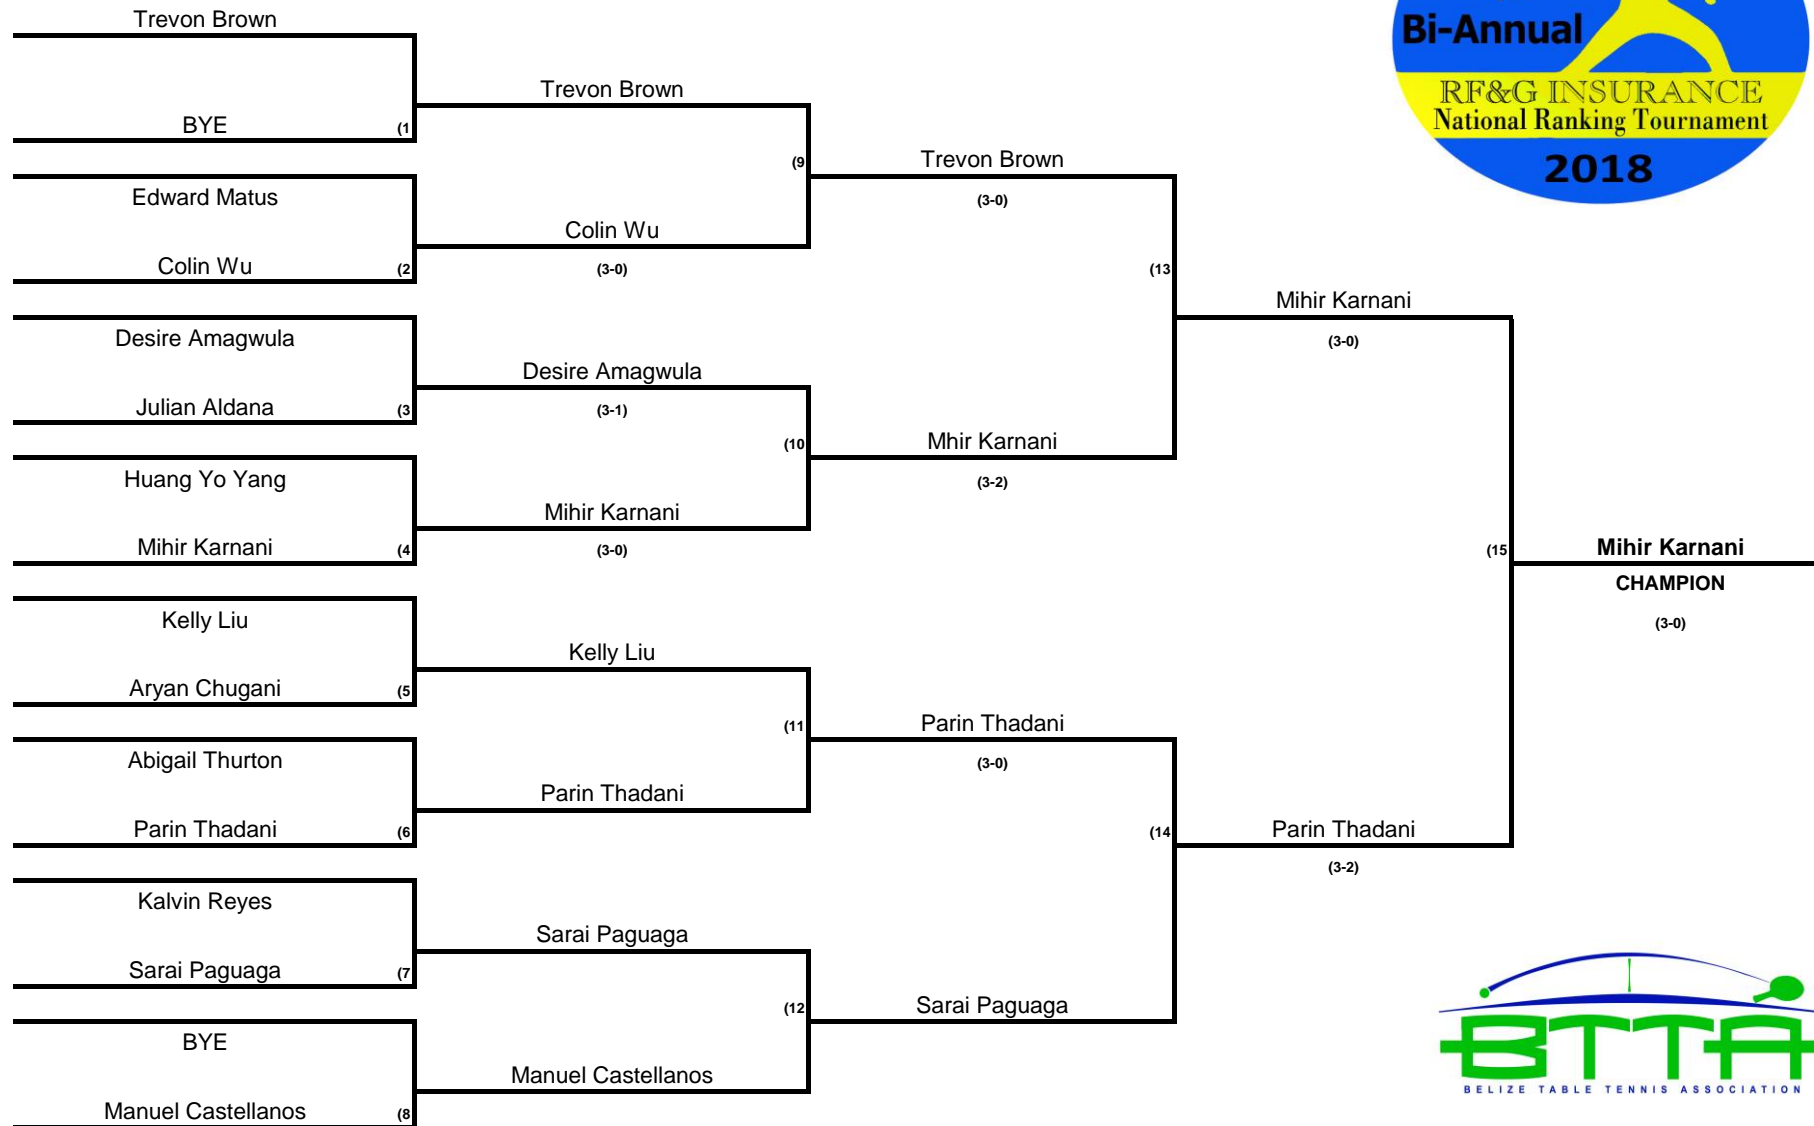 Trevon Brown
BYE
(1
Edward Matus
Colin Wu
(2
Desire Amagwula
Julian Aldana
(3
Huang Yo Yang
Mihir Karnani
(4
Kelly Liu
Aryan Chugani
(5
Abigail Thurton
Parin Thadani
(6
Kalvin Reyes
Sarai Paguaga
(7
BYE
Manuel Castellanos
(8
Trevon Brown
(9
Colin Wu
(3-0)
Desire Amagwula
(3-1)
(10
Mihir Karnani
(3-0)
Kelly Liu
(11
Parin Thadani
Sarai Paguaga
(12
Manuel Castellanos
Trevon Brown
(3-0)
(13
Mhir Karnani
(3-2)
Parin Thadani
(3-0)
(14
Sarai Paguaga
Mihir Karnani
(3-0)
(15
Parin Thadani
(3-2)
Mihir Karnani
CHAMPION
(3-0)
Bi-Annual
RF&G INSURANCE
National Ranking Tournament
2018
BTTA
BELIZE TABLE TENNIS ASSOCIATION